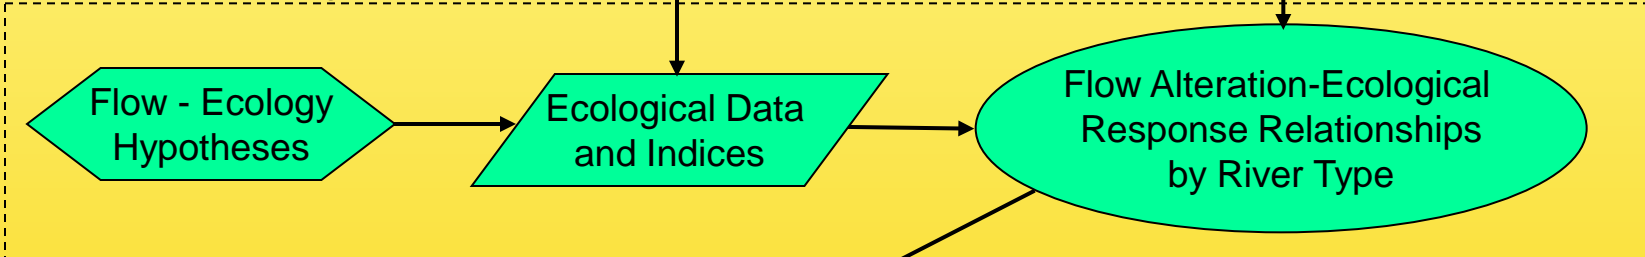 Flow - Ecology
Hypotheses
Ecological Data
and Indices
Flow Alteration-Ecological
Response Relationships
by River Type